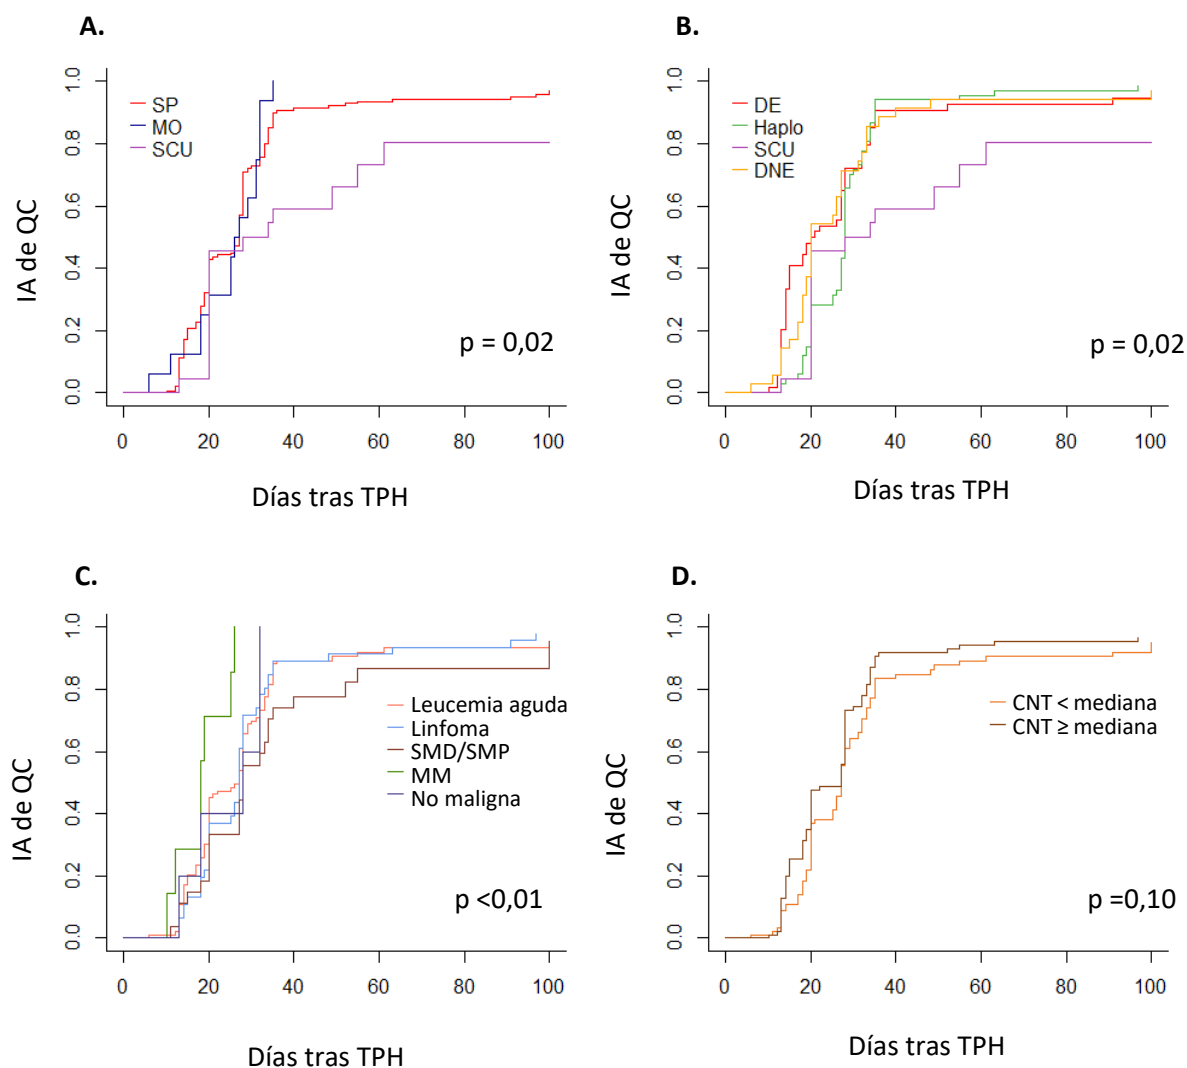 A.
IA de QC
1.0
0.8
0.6
0.4
0.2
0.0
SP
MO
SCU
p = 0,02
0 20 40 60 80 100
Días tras TPH
B.
IA de QC
1.0
0.8
0.6
0.4
0.2
0.0
DE
Haplo
SCU
DNE
p = 0,02
0 20 40 60 80 100
Días tras TPH
C.
IA de QC
1.0
0.8
0.6
0.4
0.2
0.0
Leucemia aguda
Linfoma
SMD/SMP
MM
No maligna
p <0,01
0 20 40 60 80 100
Días tras TPH
D.
IA de QC
1.0
0.8
0.6
0.4
0.2
0.0
CNT < mediana
CNT ≥ mediana
p =0,10
0 20 40 60 80 100
Días tras TPH